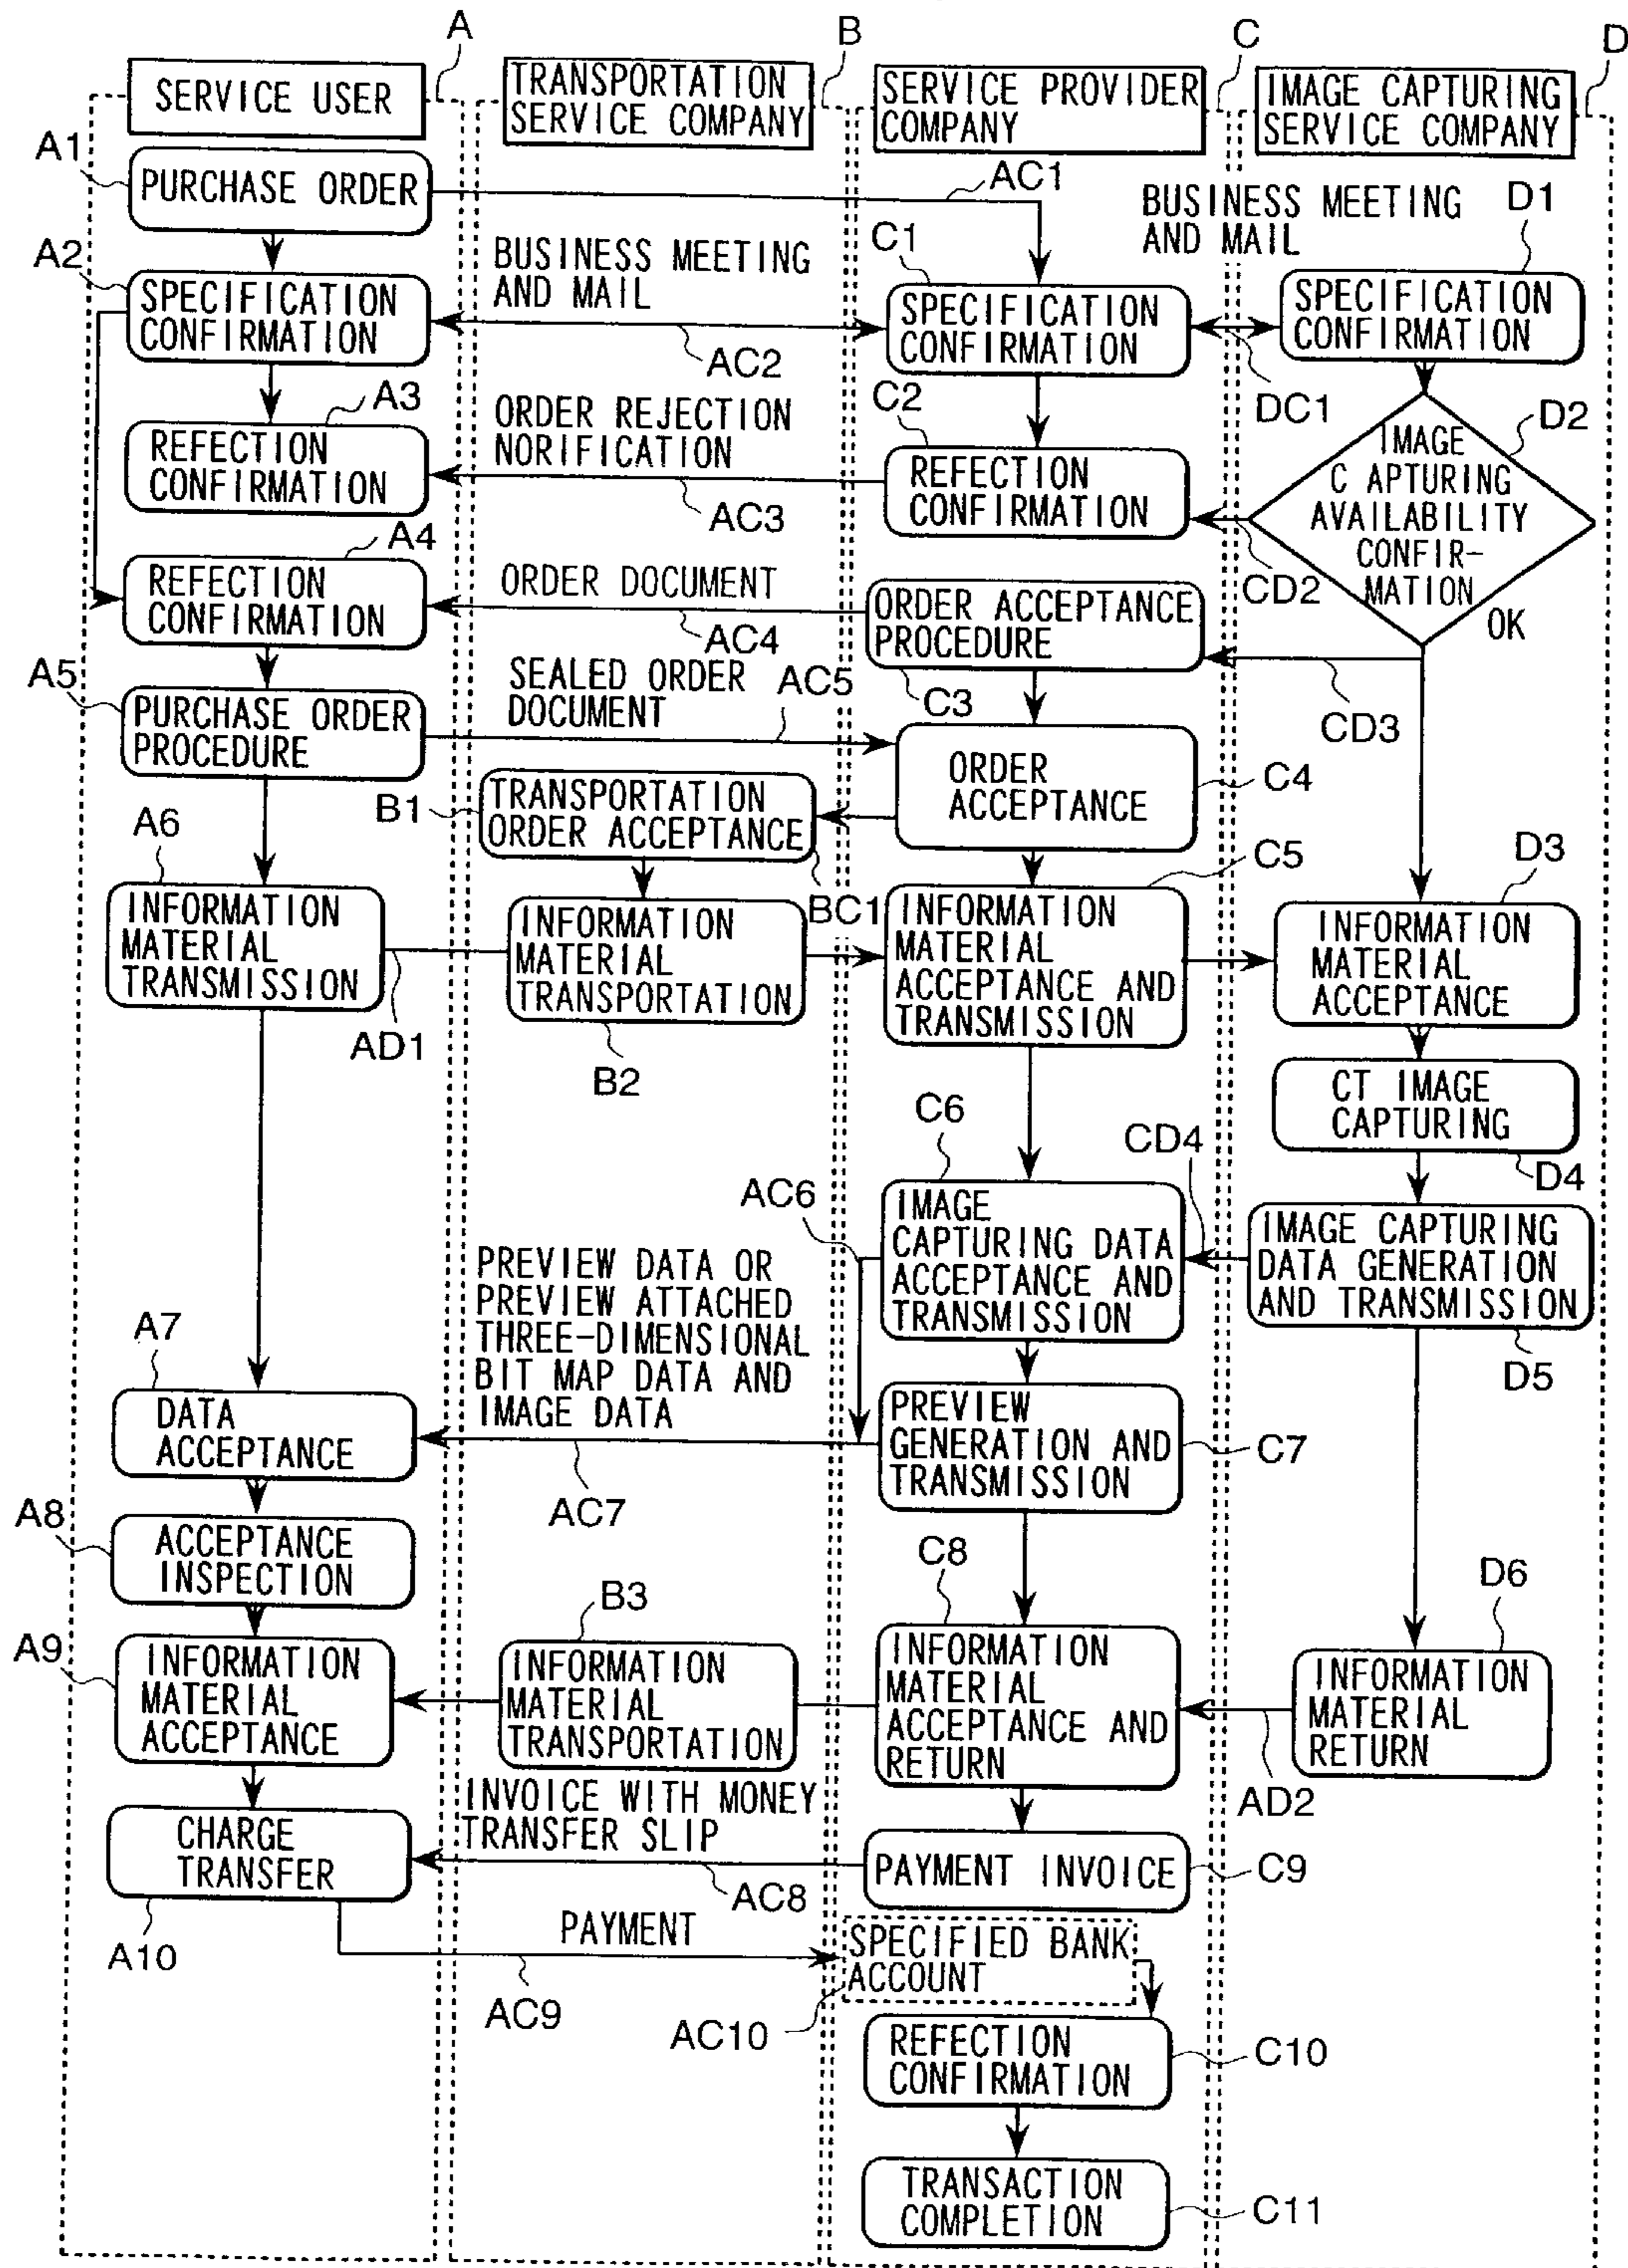 A
B
C
D
SERVICE USER
TRANSPORTATION
SERVICE COMPANY
SERVICE PROVIDER
COMPANY
IMAGE CAPTURING
SERVICE COMPANY
A1
PURCHASE ORDER
AC1
BUSINESS MEETING
AND MAIL
D1
A2
SPECIFICATION
CONFIRMATION
BUSINESS MEETING
AND MAIL
AC2
C1
SPECIFICATION
CONFIRMATION
DC1
SPECIFICATION
CONFIRMATION
A3
REFECTION
CONFIRMATION
ORDER REJECTION
NORIFICATION
AC3
C2
REFECTION
CONFIRMATION
CD2
D2
IMAGE
C APTURING
AVAILABILITY
CONFIR-
MATION
OK
A4
REFECTION
CONFIRMATION
ORDER DOCUMENT
AC4
ORDER ACCEPTANCE
PROCEDURE
C3
CD3
A5
PURCHASE ORDER
PROCEDURE
SEALED ORDER
DOCUMENT
AC5
ORDER
ACCEPTANCE
C4
B1
TRANSPORTATION
ORDER ACCEPTANCE
BC1
A6
INFORMATION
MATERIAL
TRANSMISSION
AD1
INFORMATION
MATERIAL
TRANSPORTATION
B2
C5
INFORMATION
MATERIAL
ACCEPTANCE AND
TRANSMISSION
D3
INFORMATION
MATERIAL
ACCEPTANCE
CT IMAGE
CAPTURING
D4
C6
CD4
AC6
IMAGE
CAPTURING DATA
ACCEPTANCE AND
TRANSMISSION
IMAGE CAPTURING
DATA GENERATION
AND TRANSMISSION
D5
PREVIEW DATA OR
PREVIEW ATTACHED
THREE-DIMENSIONAL
BIT MAP DATA AND
IMAGE DATA
A7
DATA
ACCEPTANCE
AC7
PREVIEW
GENERATION AND
TRANSMISSION
C7
A8
ACCEPTANCE
INSPECTION
A9
INFORMATION
MATERIAL
ACCEPTANCE
B3
INFORMATION
MATERIAL
TRANSPORTATION
C8
INFORMATION
MATERIAL
ACCEPTANCE AND
RETURN
D6
INFORMATION
MATERIAL
RETURN
AD2
CHARGE
TRANSFER
A10
INVOICE WITH MONEY
TRANSFER SLIP
AC8
PAYMENT INVOICE
C9
PAYMENT
AC9
SPECIFIED BANK
ACCOUNT
AC10
REFECTION
CONFIRMATION
C10
TRANSACTION
COMPLETION
C11